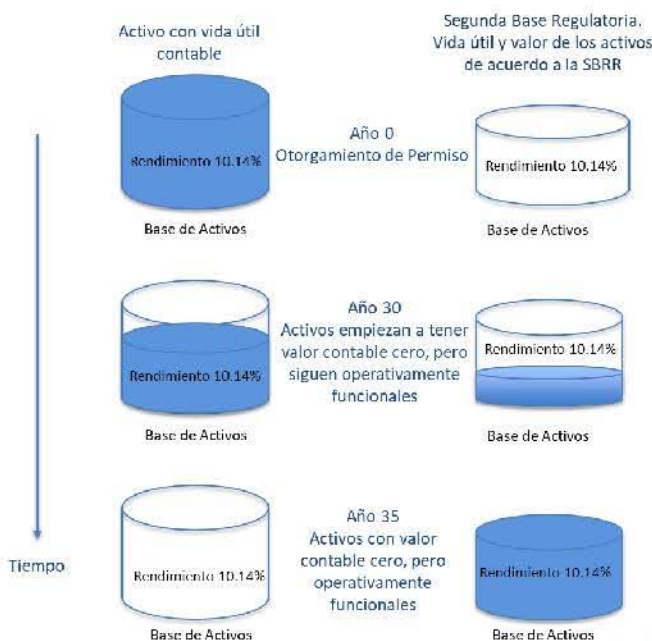 Activo con vida útil
contable
Segunda Base Regulatoria.
Vida útil y valor de los activos
de acuerdo a la SBRR
Rendimiento 10.14%
Base de Activos
Año 0
Otorgamiento de Permiso
Rendimiento 10.14%
Base de Activos
Rendimiento 10.14%
Base de Activos
Año 30
Activos empiezan a tener
valor contable cero, pero
siguen operativamente
funcionales
Rendimiento 10.14%
Base de Activos
Tiempo
Rendimiento 10.14%
Base de Activos
Año 35
Activos con valor
contable cero, pero
operativamente
funcionales
Rendimiento 10.14%
Base de Activos